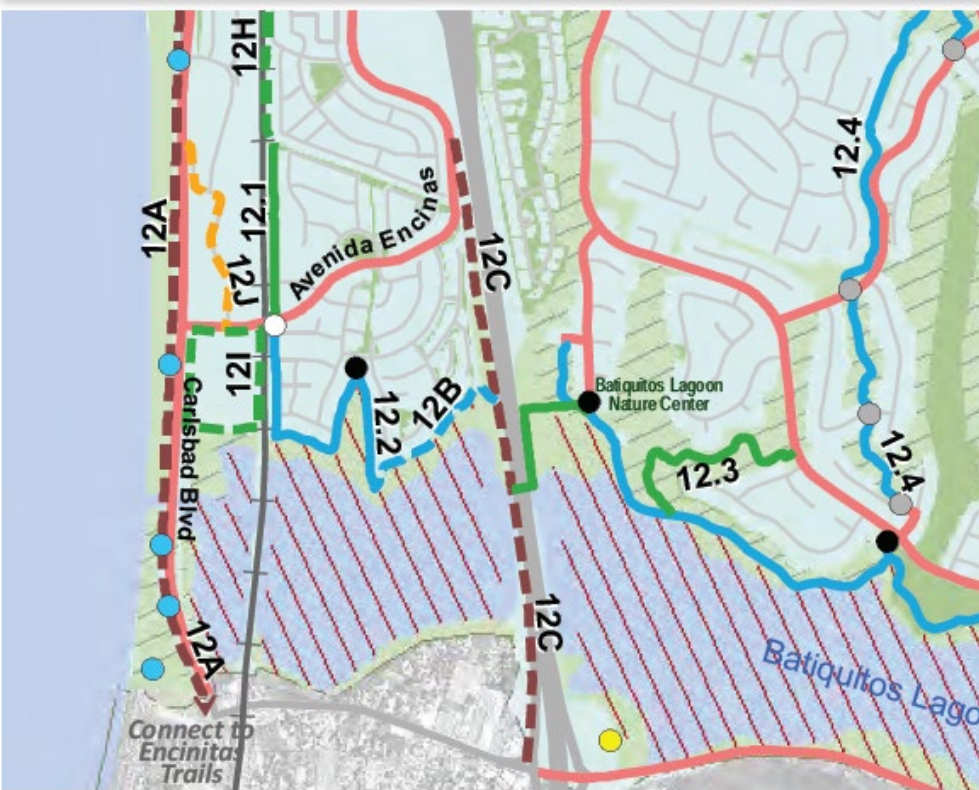 12H
12.4
12A
12.1
Avenida Encinas
12C
12J
12I
Batiquitos Lagoon
Nature Center
Carlsbad Blvd
12.2
12B
12.3
12.4
12A
12C
Batiquitos Lago
Connect to
Encinitas
Trails